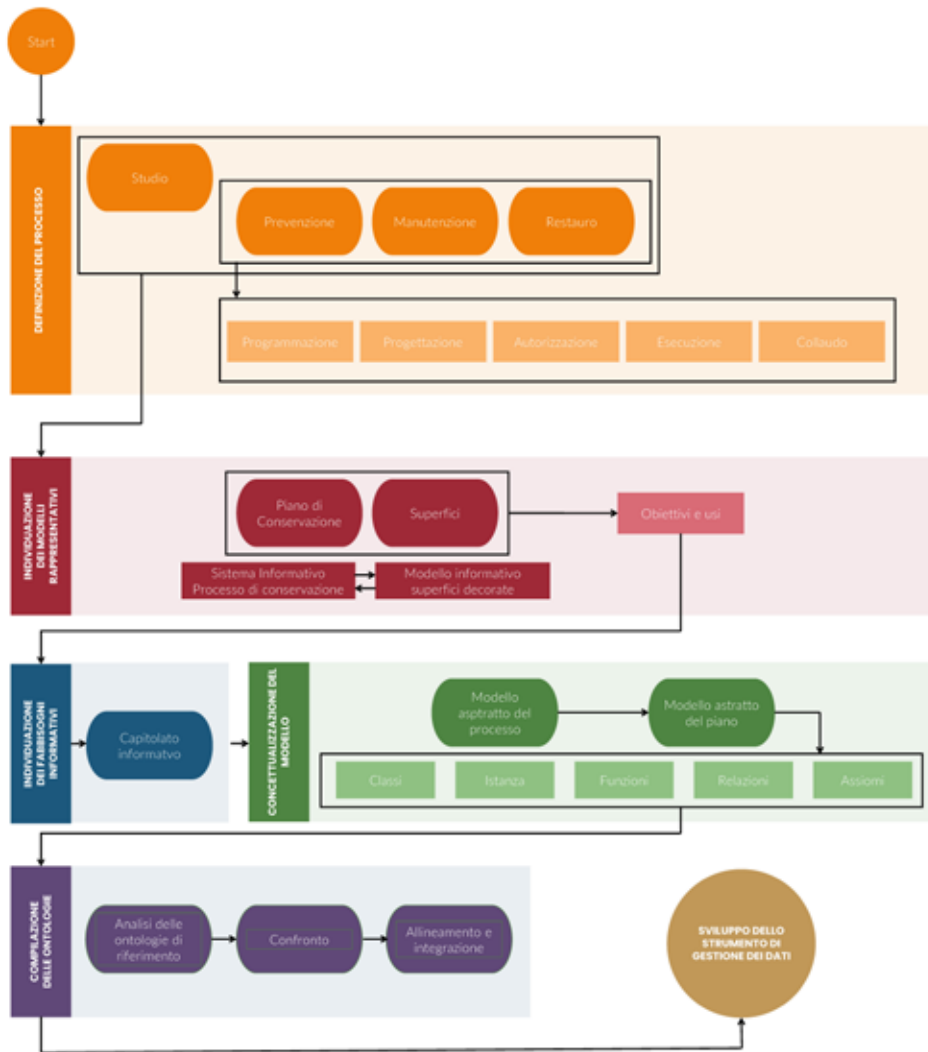 Start
DEFINIZIONE DEL PROCESSO
Studio
Prevenzione
Manutenzione
Restauro
Programmazione
Progettazione
Autorizzazione
Esecuzione
Collaudo
INDIVIDUAZIONE
DEI MODELLI
RAPPRESENTATIVI
Piano di
Conservazione
Superfici
Obiettivi e usi
Sistema Informativo
Processo di conservazione
Modello informativo
superfici decorate
INDIVIDUAZIONE
DEI FABBISOGNI
INFORMATIVI
Capitolato
informatvo
CONCETTUALIZZAZIONE DEL
MODELLO
Modello
asptratto del
processo
Modello astratto
del piano
Classi
Istanza
Funzioni
Relazioni
Assiomi
COMPILAZIONE
DELLE ONTOLOGIE
Analisi delle
ontologie di
riferimento
Confronto
Allineamento e
integrazione
SVILUPPO DELLO
STRUMENTO DI
GESTIONE DEI DATI